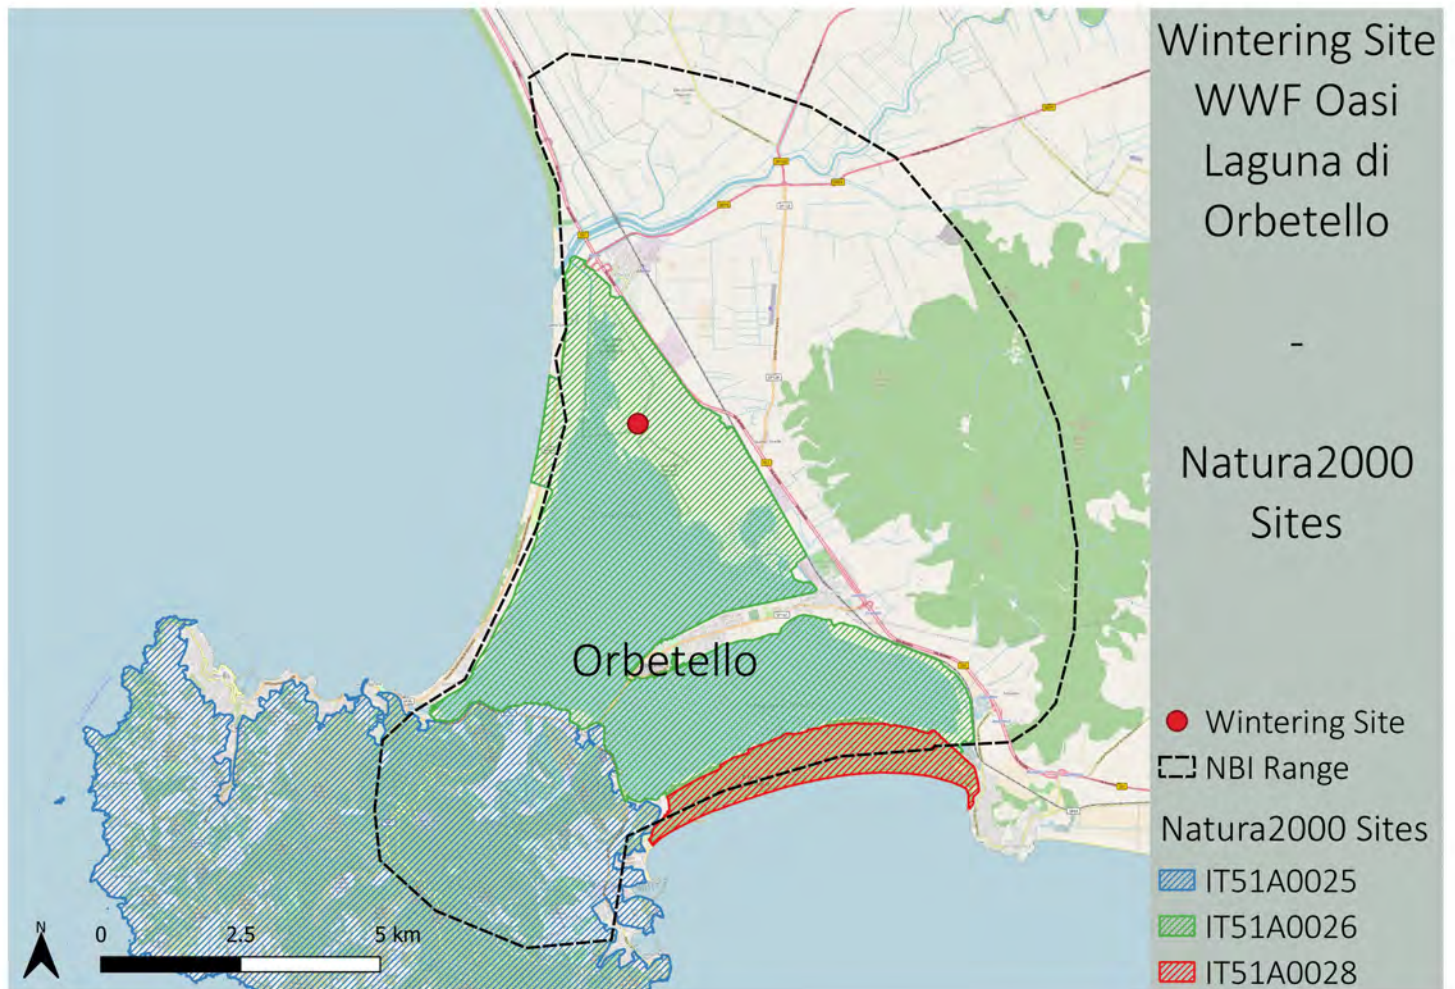 Wintering Site
WWF Oasi
Laguna di
Orbetello
-
Natura2000
Sites
Orbetello
Wintering Site
NBI Range
Natura2000 Sites
IT51A0025
IT51A0026
IT51A0028
N
0 2.5 5 km